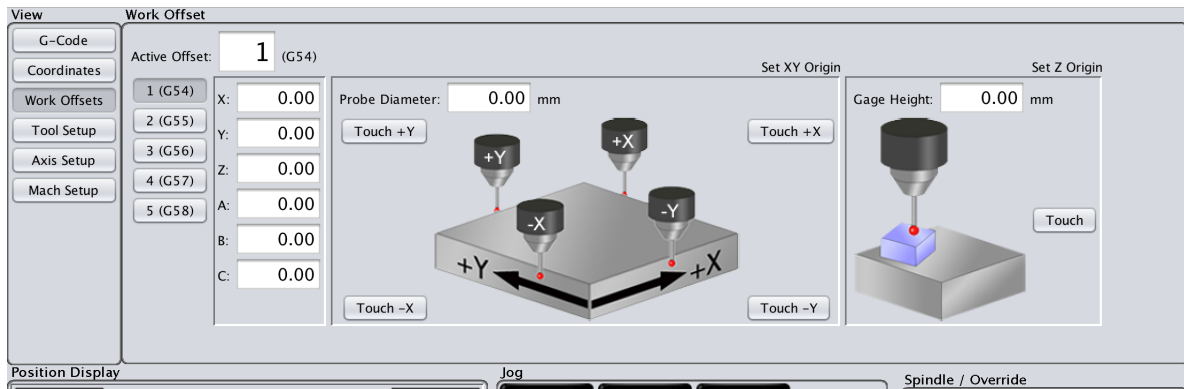 View
Work Offset
G-Code
Coordinates
Work Offsets
Tool Setup
Axis Setup
Mach Setup
Active Offset: 1 (G54)
1 (G54)
2 (G55)
3 (G56)
4 (G57)
5 (G58)
X: 0.00
Y: 0.00
Z: 0.00
A: 0.00
B: 0.00
C: 0.00
Set XY Origin
Probe Diameter: 0.00 mm
Touch +Y
Touch +X
+Y
+X
-X
-Y
+Y
+X
Touch -X
Touch -Y
Set Z Origin
Gage Height: 0.00 mm
Touch
Position Display
Jog
Spindle / Override